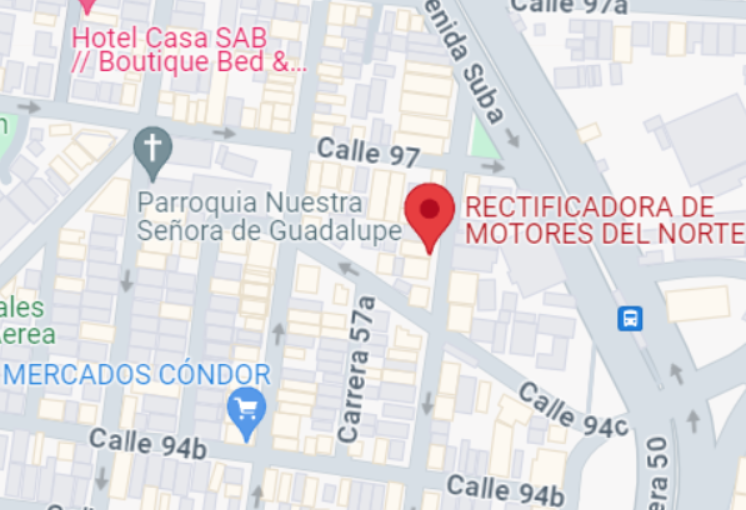 Calle 97a
Hotel Casa SAB
// Boutique Bed &...
enida Suba
n
Calle 97
Parroquia Nuestra
Señora de Guadalupe
RECTIFICADORA DE
MOTORES DEL NORTE
ales
erea
Carrera 57a
MERCADOS CÓNDOR
Calle 94c
Calle 94b
Calle 94b
era 50